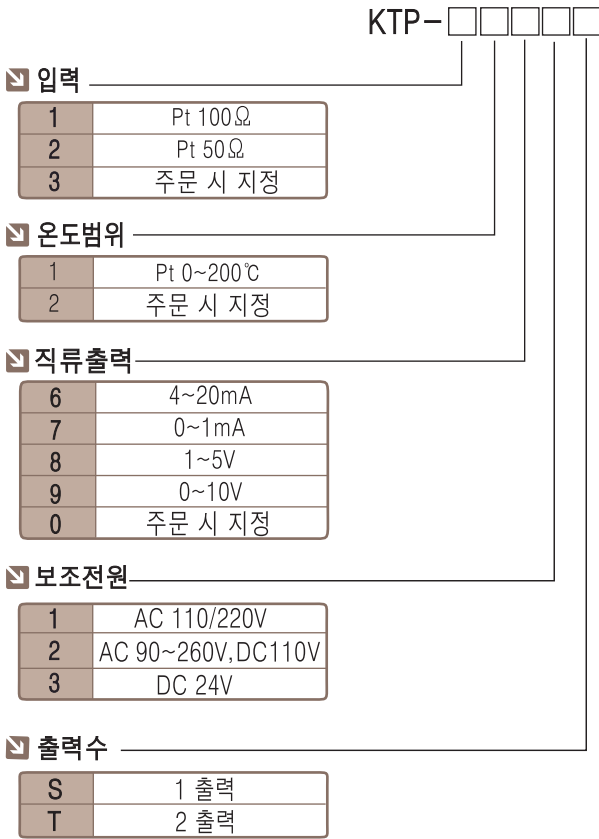 KTP-□□□□□
입력
1 Pt 100Ω
2 Pt 50Ω
3 주문 시 지정
온도범위
1 Pt 0~200℃
2 주문 시 지정
직류출력
6 4~20mA
7 0~1mA
8 1~5V
9 0~10V
0 주문 시 지정
보조전원
1 AC 110/220V
2 AC 90~260V,DC110V
3 DC 24V
출력수
S 1 출력
T 2 출력